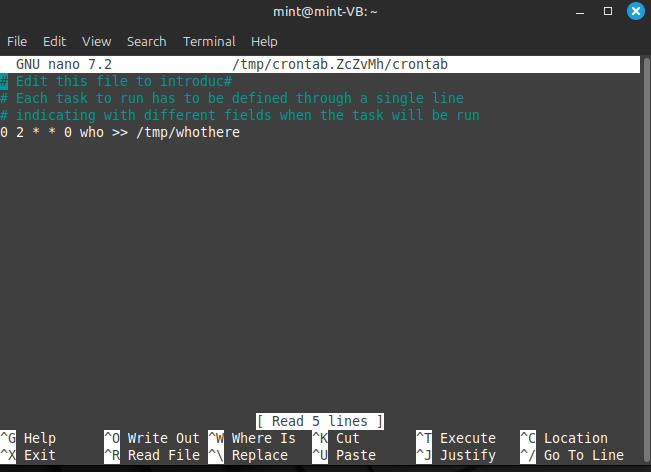 mint@mint-VB: ~
File Edit View Search Terminal Help
GNU nano 7.2 /tmp/crontab.ZcZvMh/crontab
# Edit this file to introduc#
# Each task to run has to be defined through a single line
# indicating with different fields when the task will be run
0 2 * * 0 who >> /tmp/whothere
[ Read 5 lines ]
^G Help ^O Write Out ^W Where Is ^K Cut ^T Execute ^C Location
^X Exit ^R Read File ^\ Replace ^U Paste ^J Justify ^/ Go To Line